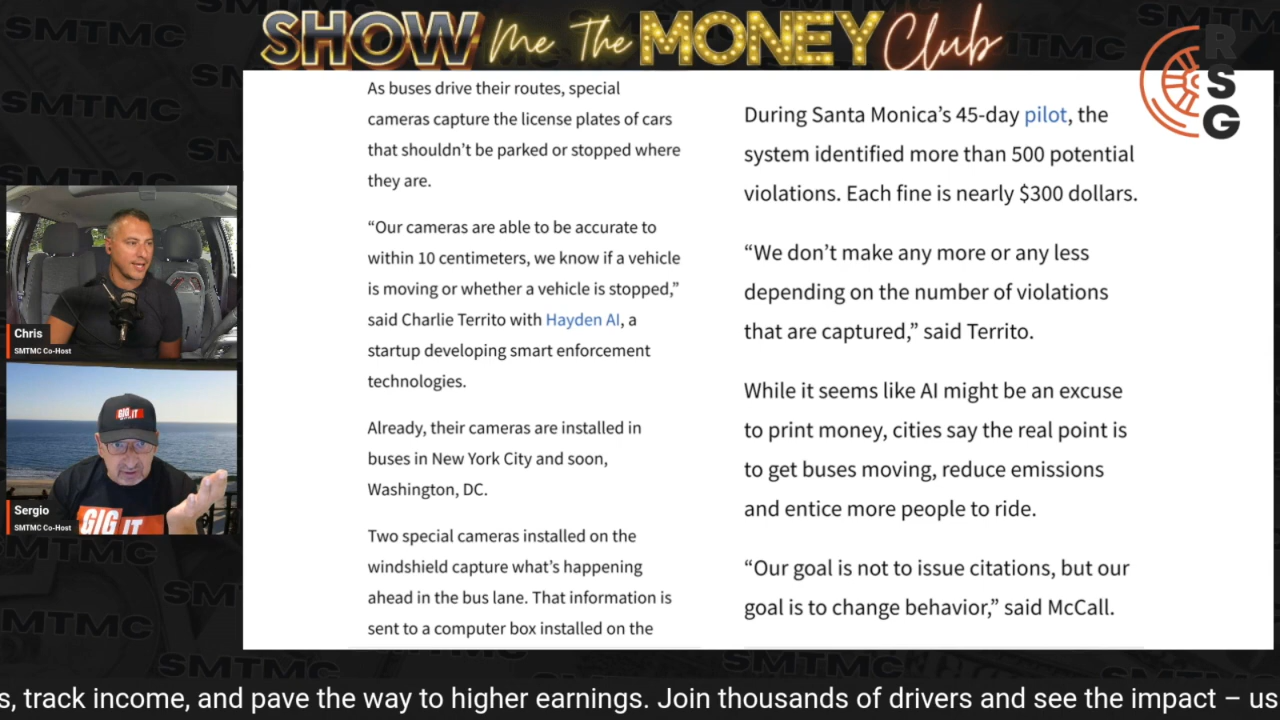 SHOW Me The MONEY Club
RSG
As buses drive their routes, special
cameras capture the license plates of cars
that shouldn’t be parked or stopped where
they are.
“Our cameras are able to be accurate to
within 10 centimeters, we know if a vehicle
is moving or whether a vehicle is stopped,”
said Charlie Territo with Hayden AI, a
startup developing smart enforcement
technologies.
Already, their cameras are installed in
buses in New York City and soon,
Washington, DC.
Two special cameras installed on the
windshield capture what’s happening
ahead in the bus lane. That information is
sent to a computer box installed on the
During Santa Monica’s 45-day pilot, the
system identified more than 500 potential
violations. Each fine is nearly $300 dollars.
“We don’t make any more or any less
depending on the number of violations
that are captured,” said Territo.
While it seems like AI might be an excuse
to print money, cities say the real point is
to get buses moving, reduce emissions
and entice more people to ride.
“Our goal is not to issue citations, but our
goal is to change behavior,” said McCall.
Chris
SMTMC Co-Host
GIG IT
GIG IT
Sergio
SMTMC Co-Host
SMTMC
SMTMC
SMTMC
SMTMC
SMTMC
SMTMC
s, track income, and pave the way to higher earnings. Join thousands of drivers and see the impact – us